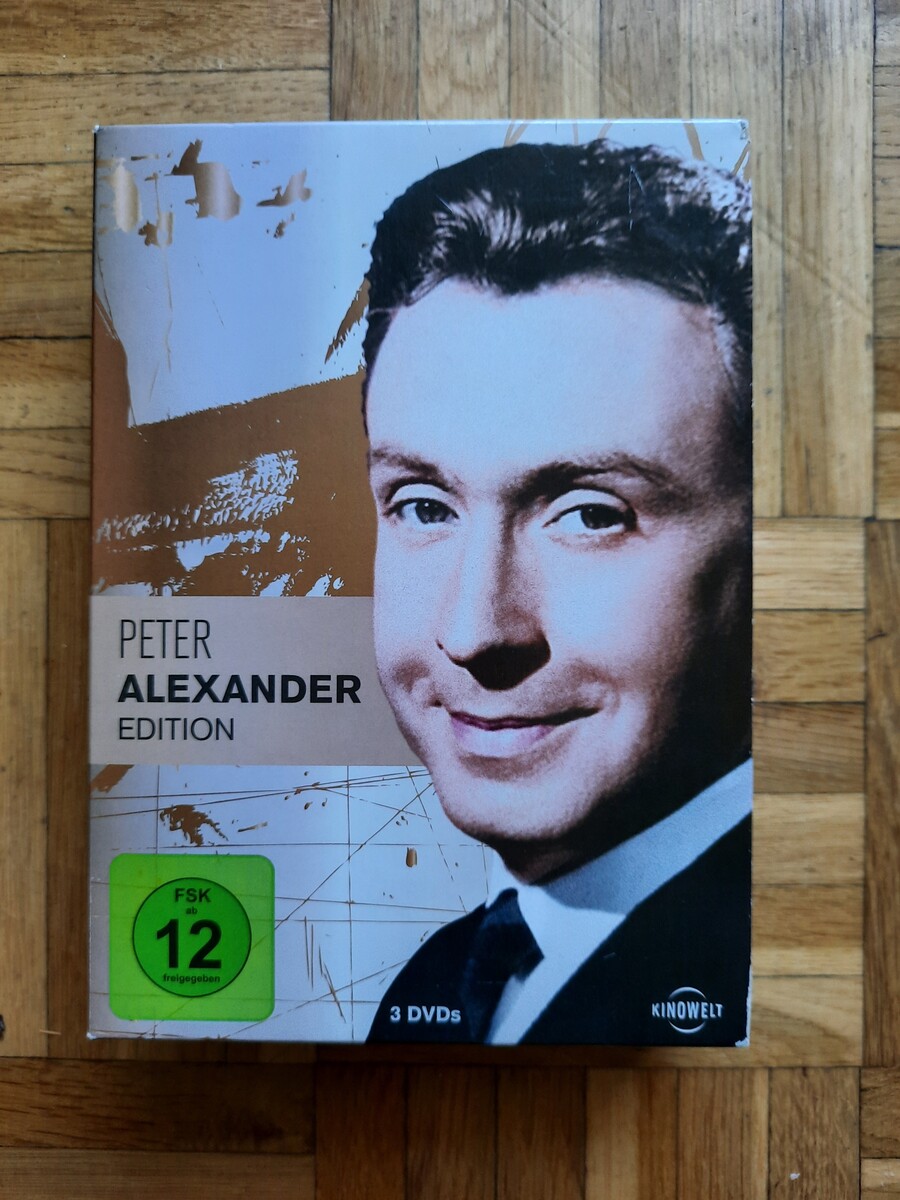 PETER
ALEXANDER
EDITION
FSK
ab
12
freigegeben
3 DVDs
KINOWELT